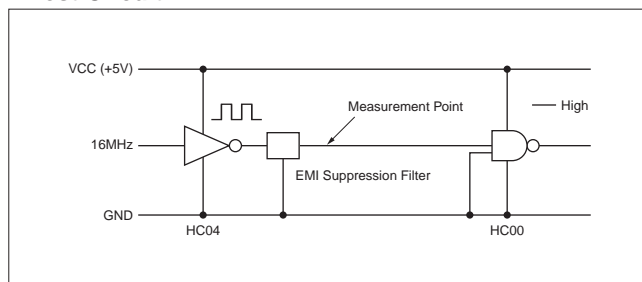 VCC (+5V)
Measurement Point
High
16MHz
EMI Suppression Filter
GND
HC04
HC00